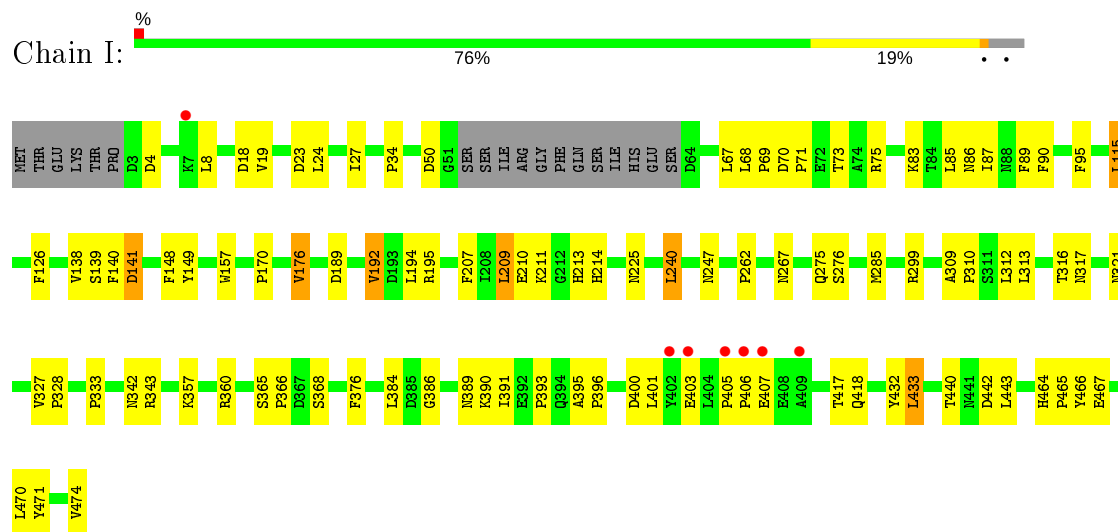 %
Chain I:
76% 19% • •
MET THR GLU LYS THR PRO D3 D4 K7 L8 D18 V19 D23 L24 I27 P34 D50 G51 SER SER ILE ARG GLY PHE GLN SER ILE HIS GLU SER D64 L67 L68 P69 D70 P71 E72 T73 A74 R75 K83 T84 L85 N86 I87 N88 F89 F90 F95 L115
F126 V138 S139 F140 D141 F148 Y149 W157 P170 V176 D189 V192 D193 L194 R195 F207 I208 L209 E210 K211 G212 H213 H214 N225 L240 N247 P262 N267 Q275 S276 M285 R299 A309 P310 S311 L312 L313 T316 N317 N321
V327 P328 P333 N342 R343 K357 R360 S365 P366 D367 S368 F376 L384 D385 G386 N389 K390 I391 E392 P393 Q394 A395 P396 D400 L401 Y402 E403 L404 P405 P406 E407 E408 A409 T417 Q418 Y432 L433 T440 N441 D442 L443 H464 P465 Y466 E467
L470 Y471 V474